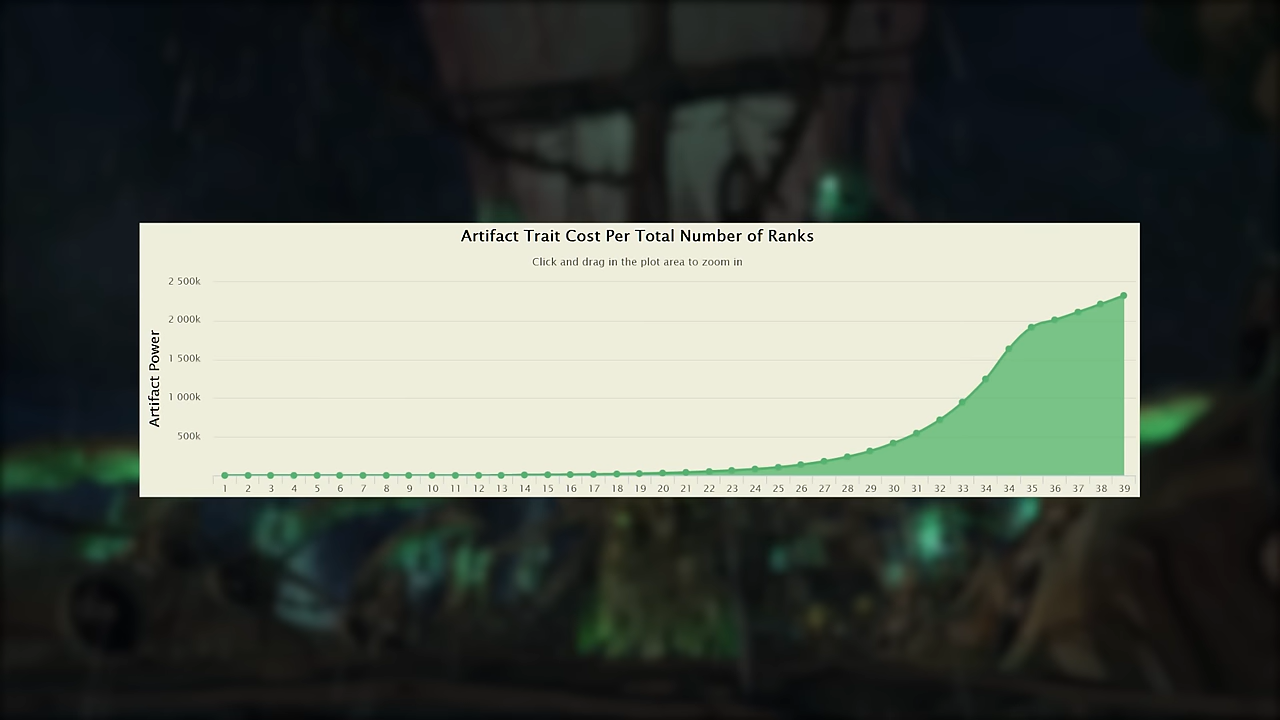 Artifact Trait Cost Per Total Number of Ranks
Click and drag in the plot area to zoom in
Artifact Power
2 500k
2 000k
1 500k
1 000k
500k
1 2 3 4 5 6 7 8 9 10 11 12 13 14 15 16 17 18 19 20 21 22 23 24 25 26 27 28 29 30 31 32 33 34 34 35 36 37 38 39